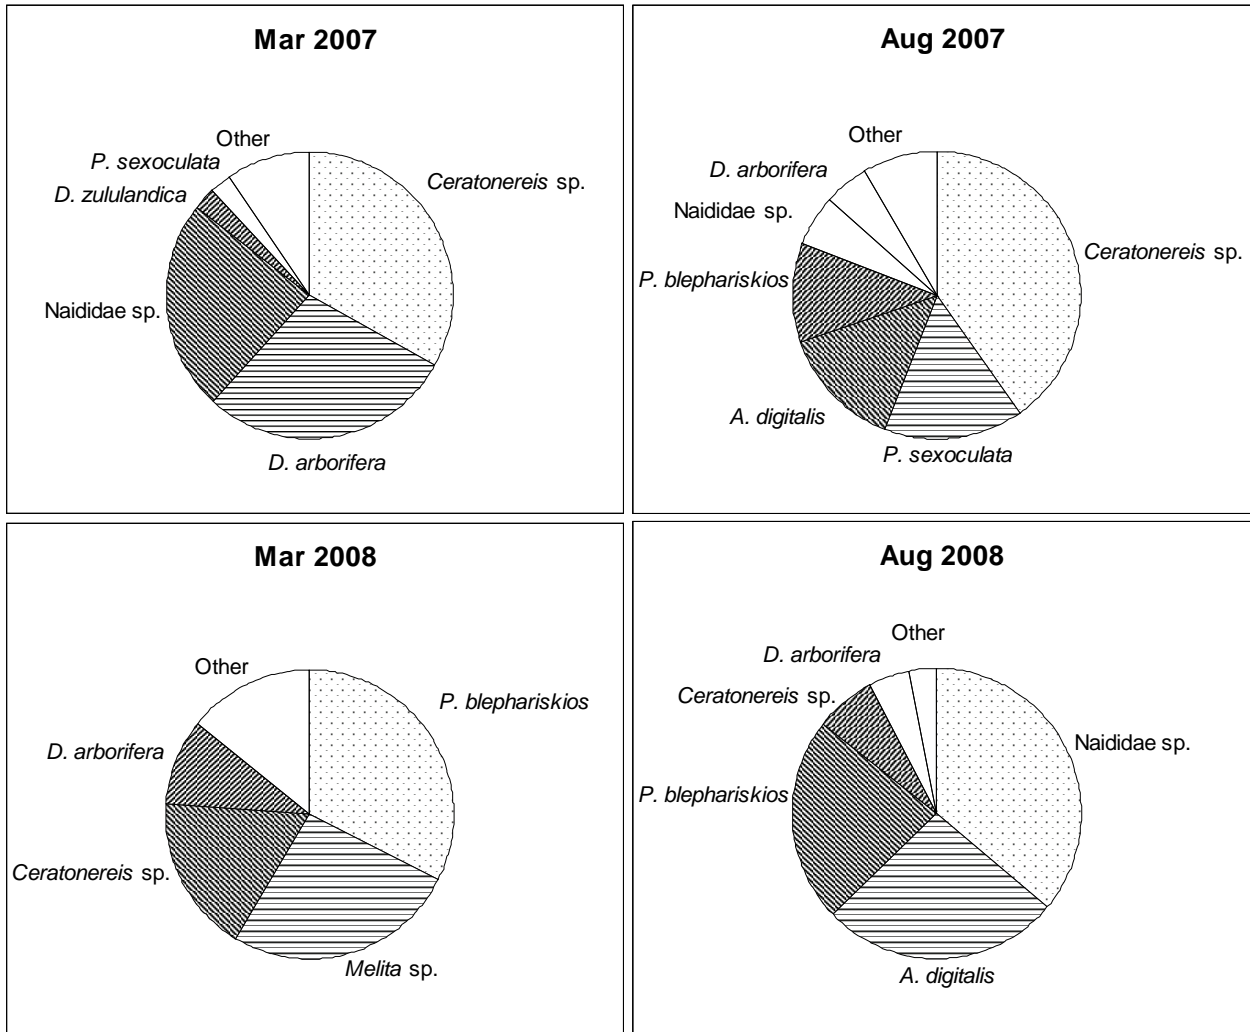 Mar 2007
Other
P. sexoculata
D. zululandica
Ceratonereis sp.
Naididae sp.
D. arborifera
Aug 2007
Other
D. arborifera
Naididae sp.
Ceratonereis sp.
P. blephariskios
A. digitalis
P. sexoculata
Mar 2008
Other
P. blephariskios
D. arborifera
Ceratonereis sp.
Melita sp.
Aug 2008
Other
D. arborifera
Ceratonereis sp.
Naididae sp.
P. blephariskios
A. digitalis